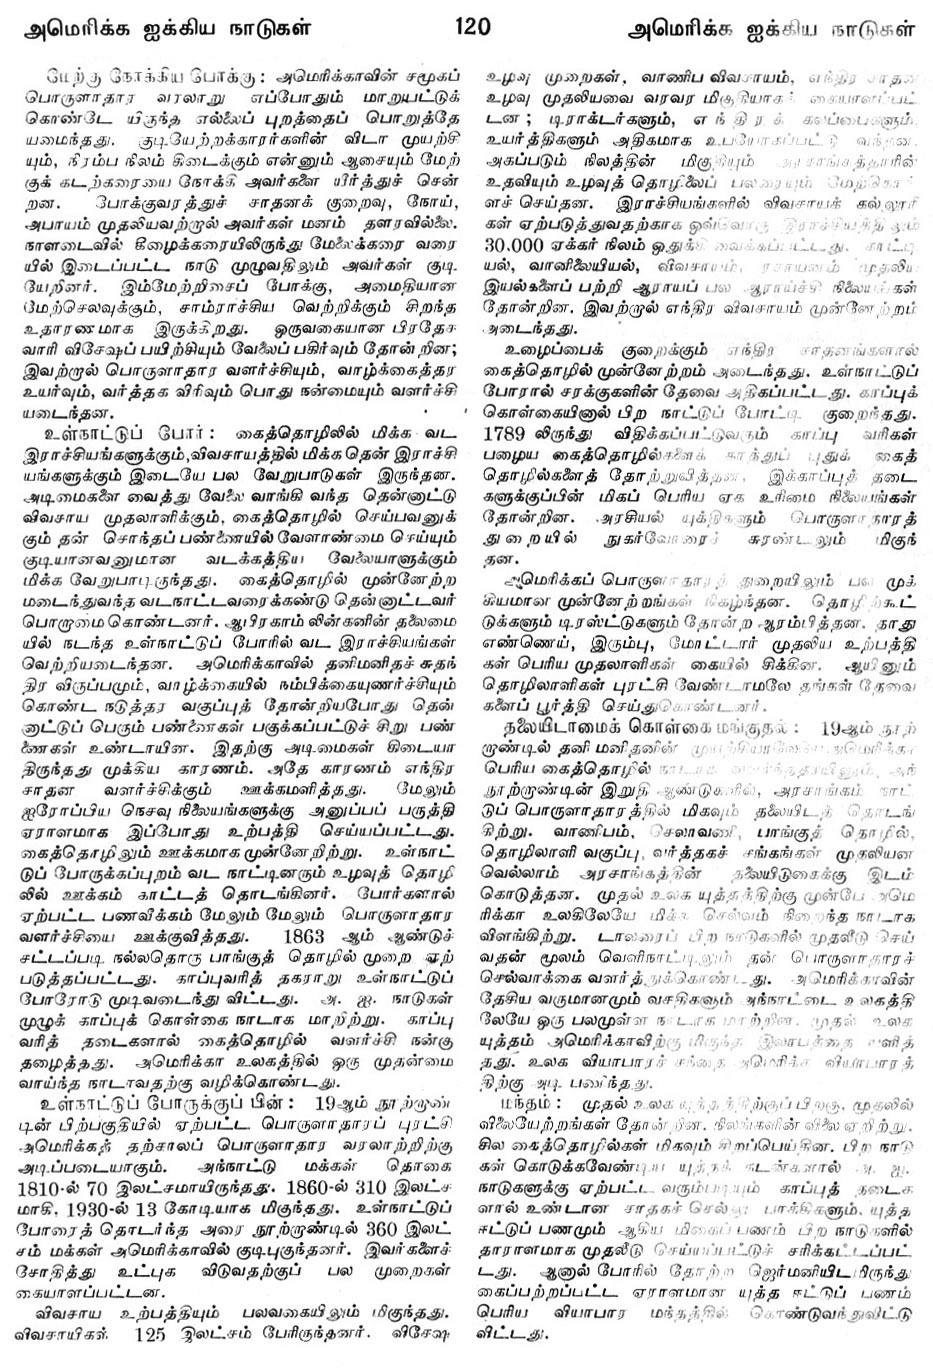 அமெரிக்க ஐக்கிய நாடுகள் 120 அமெரிக்க ஐக்கிய நாடுகள்
மேற்கு நோக்கிய போக்கு : அமெரிக்காவின் சமூகப்
பொருளாதார வரலாறு எப்போதும் மாறுபட்டுக்
கொண்டே யிருந்த எல்லைப் புறத்தைப் பொறுத்தே
யமைந்தது. குடியேற்றக்காரர்களின் விடா முயற்சி
யும், நிரம்ப நிலம் கிடைக்கும் என்னும் ஆசையும் மேற்
குக் கடற்கரையை நோக்கி அவர்களை யீர்த்துச் சென்
றன. போக்குவரத்துச் சாதனக் குறைவு, நோய்,
அபாயம் முதலியவற்றால் அவர்கள் மனம் தளரவில்லை.
நாளடைவில் கீழைக்கரையிலிருந்து மேலைக்கரை வரை
யில் இடைப்பட்ட நாடு முழுவதிலும் அவர்கள் குடி
யேறினர். இம்மேற்றிசைப் போக்கு, அமைதியான
மேற்செலவுக்கும், சாம்ராச்சிய வெற்றிக்கும் சிறந்த
உதாரணமாக இருக்கிறது. ஒருவகையான பிரதேச
வாரி விசேஷப் பயிற்சியும் வேலைப் பகிர்வும் தோன்றின;
இவற்றால் பொருளாதார வளர்ச்சியும், வாழ்க்கைத்தர
உயர்வும், வர்த்தக விரிவும் பொது நன்மையும் வளர்ச்சி
யடைந்தன.
உள்நாட்டுப் போர் : கைத்தொழிலில் மிக்க வட
இராச்சியங்களுக்கும், விவசாயத்தில் மிக்க தென் இராச்சி
யங்களுக்கும் இடையே பல வேறுபாடுகள் இருந்தன.
அடிமைகளை வைத்து வேலை வாங்கி வந்த தென்னாட்டு
விவசாய முதலாளிக்கும், கைத்தொழில் செய்பவனுக்
கும் தன் சொந்தப் பண்ணையில் வேளாண்மை செய்யும்
குடியானவனுமான வடக்கத்திய வேலையாளுக்கும்
மிக்க வேறுபாடிருந்தது. கைத்தொழில் முன்னேற்ற
மடைந்துவந்த வடநாட்டவரைக்கண்டு தென்னாட்டவர்
பொறாமை கொண்டனர். ஆபிரகாம் லின்கனின் தலைமை
யில் நடந்த உள்நாட்டுப் போரில் வட இராச்சியங்கள்
வெற்றியடைந்தன. அமெரிக்காவில் தனிமனிதச் சுதந்
திர விருப்பமும், வாழ்க்கையில் நம்பிக்கையுணர்ச்சியும்
கொண்ட நடுத்தர வகுப்புத் தோன்றியபோது தென்
னாட்டுப் பெரும் பண்ணைகள் பகுக்கப்பட்டுச் சிறு பண்
ணைகள் உண்டாயின. இதற்கு அடிமைகள் கிடையா
திருந்தது முக்கிய காரணம். அதே காரணம் எந்திர
சாதன வளர்ச்சிக்கும் ஊக்கமளித்தது. மேலும்
ஐரோப்பிய நெசவு நிலையங்களுக்கு அனுப்பப் பருத்தி
ஏராளமாக இப்போது உற்பத்தி செய்யப்பட்டது.
கைத்தொழிலும் ஊக்கமாக முன்னேறிற்று. உள்நாட்
டுப் போருக்கப்புறம் வட நாட்டினரும் உழவுத் தொழி
லில் ஊக்கம் காட்டத் தொடங்கினர். போர்களால்
ஏற்பட்ட பணவீக்கம் மேலும் மேலும் பொருளாதார
வளர்ச்சியை ஊக்குவித்தது. 1863 ஆம் ஆண்டுச்
சட்டப்படி நல்லதொரு பாங்குத் தொழில் முறை ஏற்
படுத்தப்பட்டது. காப்புவரித் தகராறு உள்நாட்டுப்
போரோடு முடிவடைந்து விட்டது. அ. ஐ. நாடுகள்
முழுக் காப்புக் கொள்கை நாடாக மாறிற்று. காப்பு
வரித் தடைகளால் கைத்தொழில் வளர்ச்சி நன்கு
தழைத்தது. அமெரிக்கா உலகத்தில் ஒரு முதன்மை
வாய்ந்த நாடாவதற்கு வழிக்கொண்டது.
உள்நாட்டுப் போருக்குப் பின் : 19ஆம் நூற்றாண்
டின் பிற்பகுதியில் ஏற்பட்ட பொருளாதாரப் புரட்சி
அமெரிக்கத் தற்சாலப் பொருளாதார வரலாற்றிற்கு
அடிப்படையாகும். அந்நாட்டு மக்கள் தொகை
1810-ல் 70 இலட்சமாயிருந்தது. 1860-ல் 310 இலட்ச
மாகி, 1930-ல் 13 கோடியாக மிகுந்தது. உள்நாட்டுப்
போரைத் தொடர்ந்த அரை நூற்றாண்டில் 360 இலட்
சம் மக்கள் அமெரிக்காவில் குடிபுகுந்தனர். இவர்களைச்
சோதித்து உட்புக விடுவதற்குப் பல முறைகள்
கையாளப்பட்டன.
விவசாய உற்பத்தியும் பலவகையிலும் மிகுந்தது.
விவசாயிகள் 125 இலட்சம் பேரிருந்தனர். விசேஷ
உழவு முறைகள், வாணிப விவசாயம், எந்திர சாதன
உழவு முதலியவை வரவர மிகுதியாகக் கையாளப்பட்
டன; டிராக்டர்களும், எந்திரக் கலப்பைகளும்,
உயர்த்திகளும் அதிகமாக உபயோகப்பட்டு வந்தன.
அகப்படும் நிலத்தின் மிகுதியும் அரசாங்கத்தாரின்
உதவியும் உழவுத் தொழிலைப் பலரையும் மேற்கொள்
ளச் செய்தன. இராச்சியங்களில் விவசாயக் கல்லூரி
கள் ஏற்படுத்துவதற்காக ஒவ்வொரு இராச்சியத்திலும்
30,000 ஏக்கர் நிலம் ஒதுக்கி வைக்கப்பட்டது.
யல், வானிலையியல், விவசாயம், ரசாயனம் முதலிய
இயல்களைப் பற்றி ஆராயப் பல ஆராய்ச்சி நிலையங்கள்
தோன்றின. இவற்றால் எந்திர விவசாயம் முன்னேற்றம்
அடைந்தது.
உழைப்பைக் குறைக்கும் எந்திர சாதனங்களால்
கைத்தொழில் முன்னேற்றம் அடைந்தது. உள்நாட்டுப்
போரால் சரக்குகளின் தேவை அதிகப்பட்டது. காப்புக்
கொள்கையினால் பிற நாட்டுப் போட்டி குறைந்தது.
1789 லிருந்து விதிக்கப்பட்டுவரும் காப்பு வரிகள்
பழைய கைத்தொழில்களைக் காத்துப் புதுக் கைத்
தொழில்களைத் தோற்றுவித்தன. இக்காப்புத் தடை
களுக்குப்பின் மிகப் பெரிய ஏக உரிமை நிலையங்கள்
தோன்றின. அரசியல் யுக்திகளும் பொருளாதாரத்
துறையில் நுகர்வோரைச் சுரண்டலும் மிகுந்
தன.
அமெரிக்கப் பொருளாதாரத் துறையிலும் பல முக்
கியமான முன்னேற்றங்கள் நிகழ்ந்தன. தொழிற்கூட்
டுக்களும் டிரஸ்ட்டுகளும் தோன்ற ஆரம்பித்தன. தாது
எண்ணெய், இரும்பு, மோட்டார் முதலிய உற்பத்தி
கள் பெரிய முதலாளிகள் கையில் சிக்கின. ஆயினும்
தொழிலாளிகள் புரட்சி வேண்டாமலே தங்கள் தேவை
களைப் பூர்த்தி செய்துகொண்டனர்.
தலையிடாமைக் கொள்கை மங்குதல் : 19ஆம் நூற்
றாண்டில் தனி மனிதனின் முயற்சியாலேயே அமெரிக்கா
பெரிய கைத்தொழில் நாடாக வளர்ந்ததாயினும், அந்
நூற்றாண்டின் இறுதி ஆண்டுகளில், அரசாங்கம் நாட்
டுப் பொருளாதாரத்தில் மிகவும் தலையிடத் தொடங்
கிற்று. வாணிபம், செலாவணி, பாங்குத் தொழில்,
தொழிலாளி வகுப்பு, வர்த்தகச் சங்கங்கள் முதலியன
வெல்லாம் அரசாங்கத்தின் தலையிடுகைக்கு இடம்
கொடுத்தன. முதல் உலக யுத்தத்திற்கு முன்பே அமெ
ரிக்கா உலகிலேயே மிக்க செல்வம் நிறைந்த நாடாக
விளங்கிற்று. டாலரைப் பிற நாடுகளில் முதலீடு செய்
வதன் மூலம் வெளிநாட்டிலும் தன் பொருளாதாரச்
செல்வாக்கை வளர்த்துக்கொண்டது. அமெரிக்காவின்
தேசிய வருமானமும் வசதிகளும் அந்நாட்டை உலகத்தி
லேயே ஒரு பலமுள்ள நாடாக மாற்றின. முதல் உலக
யுத்தம் அமெரிக்காவிற்கு மிகுந்த இலாபத்தை யளித்
தது. உலக வியாபாரச் சந்தை அமெரிக்க வியாபாரத்
திற்கு அடி பணிந்தது.
மந்தம் : முதல் உலக யுத்தத்திற்குப் பிறகு, முதலில்
விலையேற்றங்கள் தோன்றின. நிலங்களின் விலை ஏறிற்று.
சில கைத்தொழில்கள் மிகவும் சிறப்பெய்தின. பிற நாடு
கள் கொடுக்கவேண்டிய யுத்தக் கடன்களால் அ. ஐ.
நாடுகளுக்கு ஏற்பட்ட வரும்படியும் காப்புத் தடைக
ளால் உண்டான சாதகச் செல்லு பாக்கிகளும், யுத்த
ஈட்டுப் பணமும் ஆகிய மிகைப் பணம் பிற நாடுகளில்
தாராளமாக முதலீடு செய்யப்பட்டுச் சரிக்கட்டப்பட்
டது. ஆனால் போரில் தோற்ற ஜெர்மனியிடமிருந்து
கைப்பற்றப்பட்ட ஏராளமான யுத்த ஈட்டுப் பணம்
பெரிய வியாபார மந்தத்தில் கொண்டுவந்துவிட்டு
விட்டது.